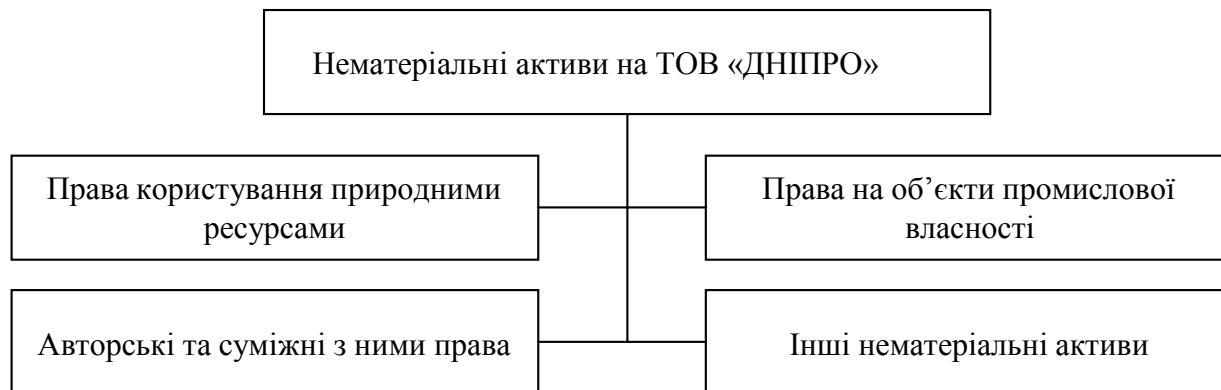 Нематеріальні активи на ТОВ «ДНІПРО»
Права користування природними
ресурсами
Права на об’єкти промислової
власності
Авторські та суміжні з ними права
Інші нематеріальні активи